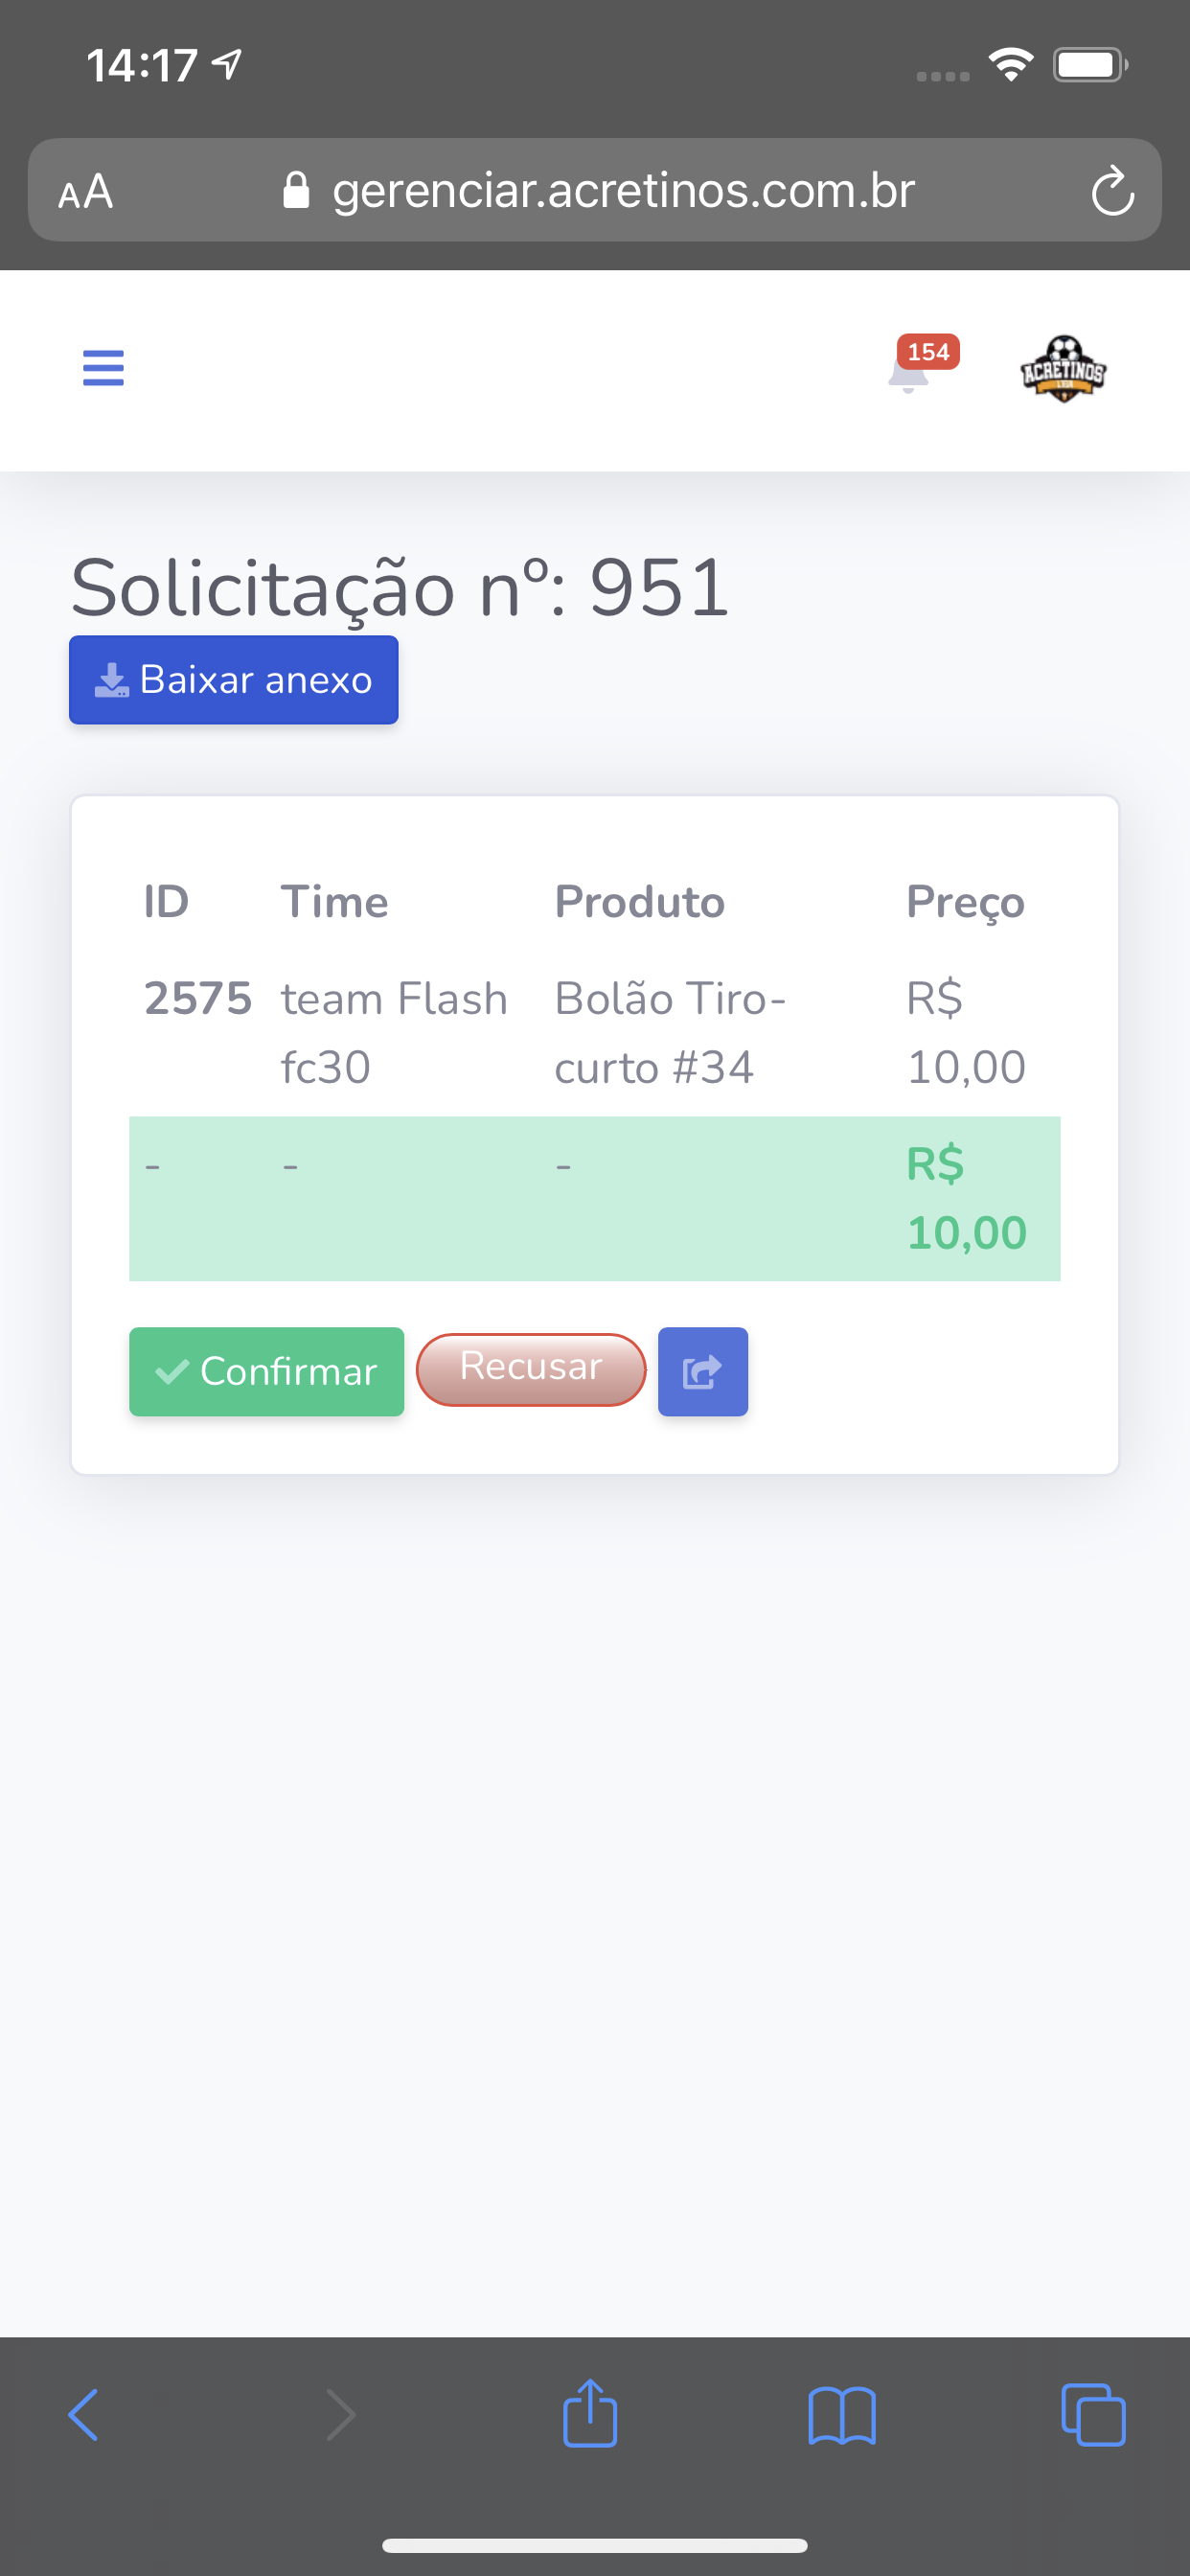 14:17
AA
gerenciar.acretinos.com.br
154
ACRETINOS
Solicitação nº: 951
Baixar anexo
ID Time Produto Preço
2575 team Flash Bolão Tiro- R$
fc30 curto #34 10,00
- - - R$
10,00
Confirmar Recusar